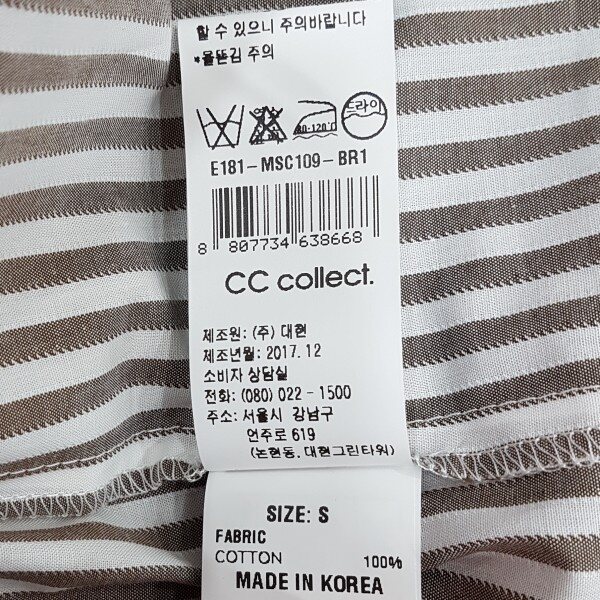 할 수 있으니 주의바랍니다
*올뜯김 주의
드라이
80-120℃
E181-MSC109-BR1
8 807734 638668
CC collect.
제조원: (주) 대현
제조년월: 2017.12
소비자 상담실
전화: (080) 022-1500
주소: 서울시 강남구
언주로 619
(논현동, 대현그린타워)
SIZE: S
FABRIC
COTTON 100%
MADE IN KOREA